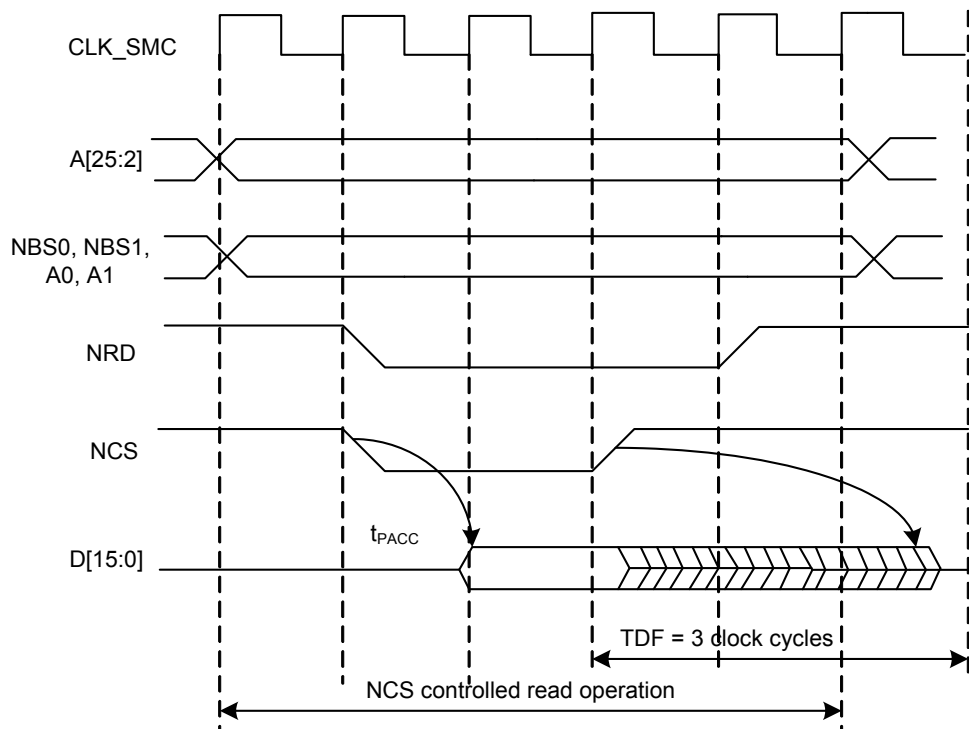 CLK_SMC
A[25:2]
NBS0, NBS1,
A0, A1
NRD
NCS
tPACC
D[15:0]
TDF = 3 clock cycles
NCS controlled read operation